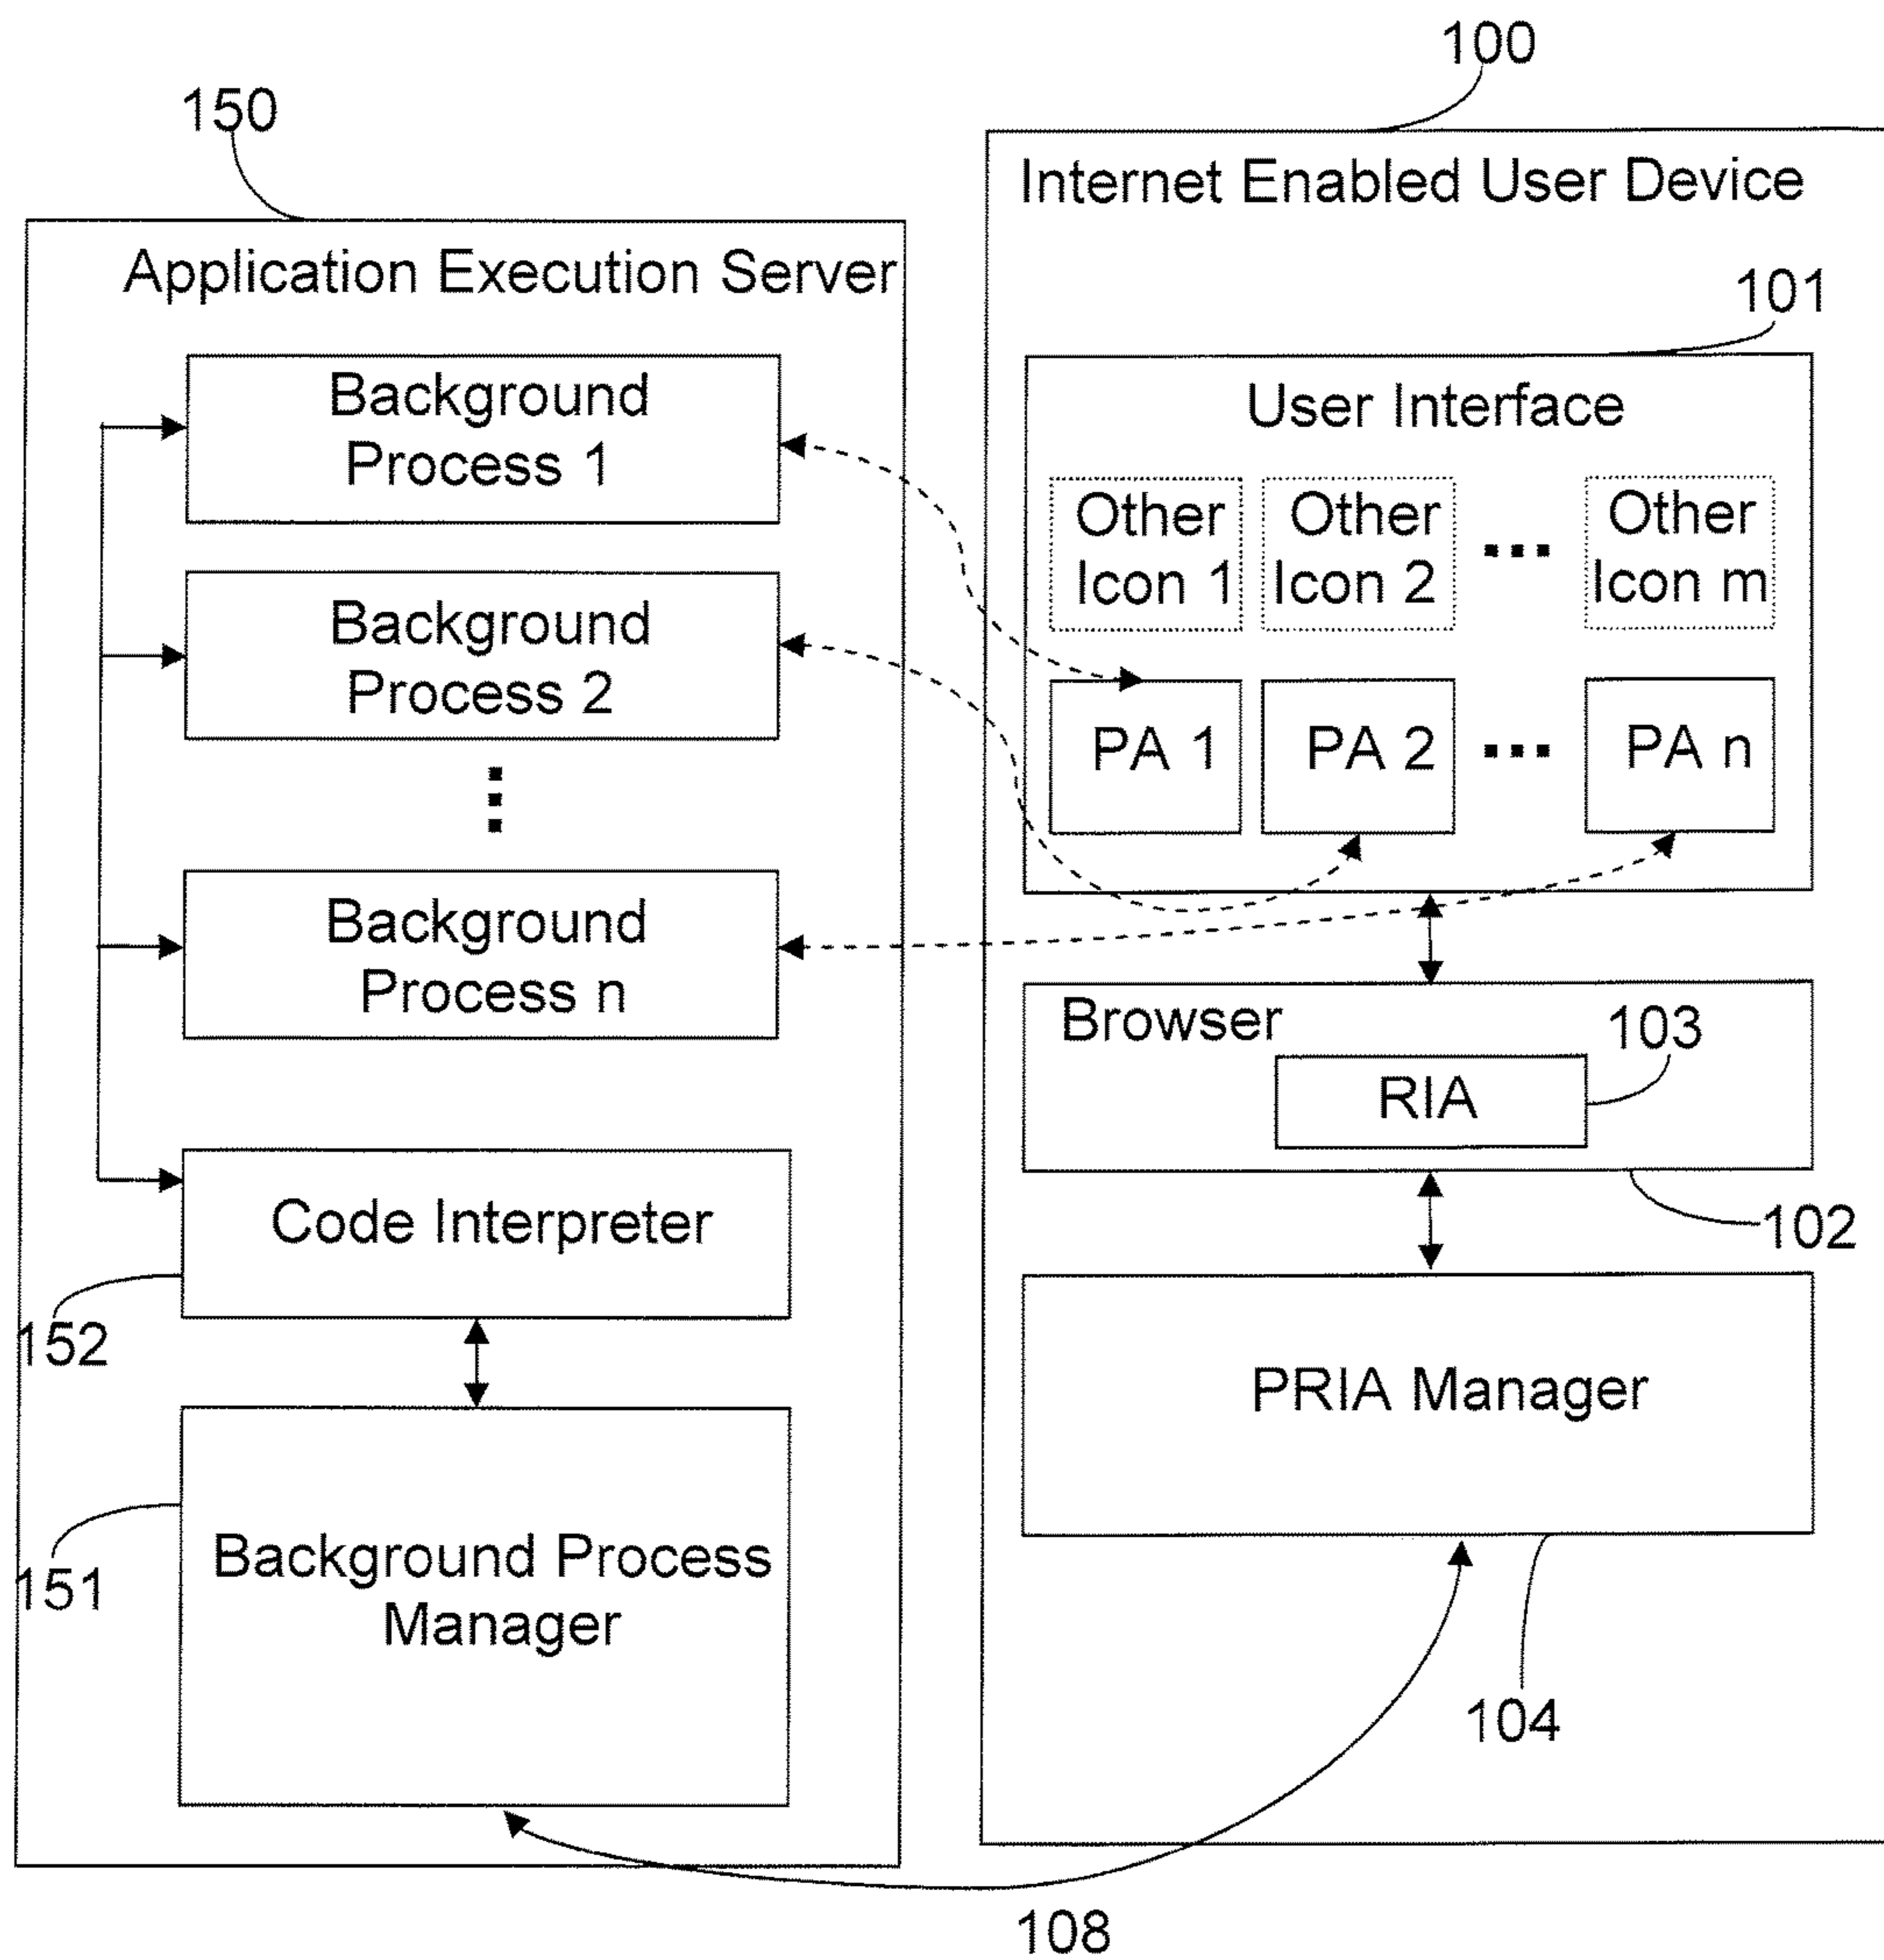 100
150
Internet Enabled User Device
Application Execution Server
101
Background
Process 1
User Interface
Other
Icon 1
Other
Icon 2
...
Other
Icon m
Background
Process 2
PA 1
PA 2
...
PA n
...
Background
Process n
Browser
103
RIA
102
Code Interpreter
152
PRIA Manager
Background Process
Manager
151
104
108